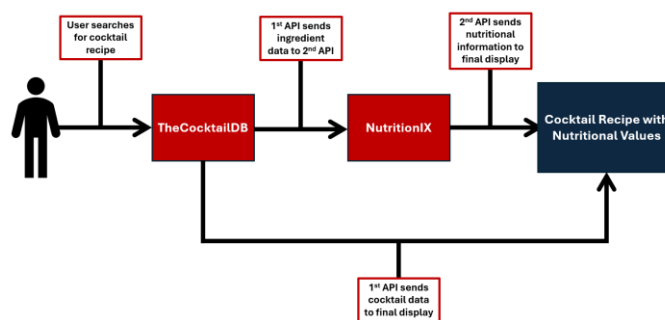 User searches
for cocktail
recipe
1st API sends
ingredient
data to 2nd API
2nd API sends
nutritional
information to
final display
TheCocktailDB
NutritionIX
Cocktail Recipe with
Nutritional Values
1st API sends
cocktail data
to final display